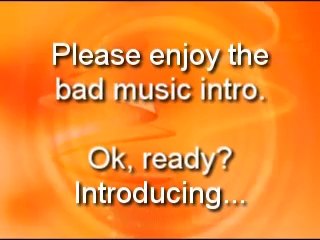 Please enjoy the
bad music intro.
Ok, ready?
Introducing...